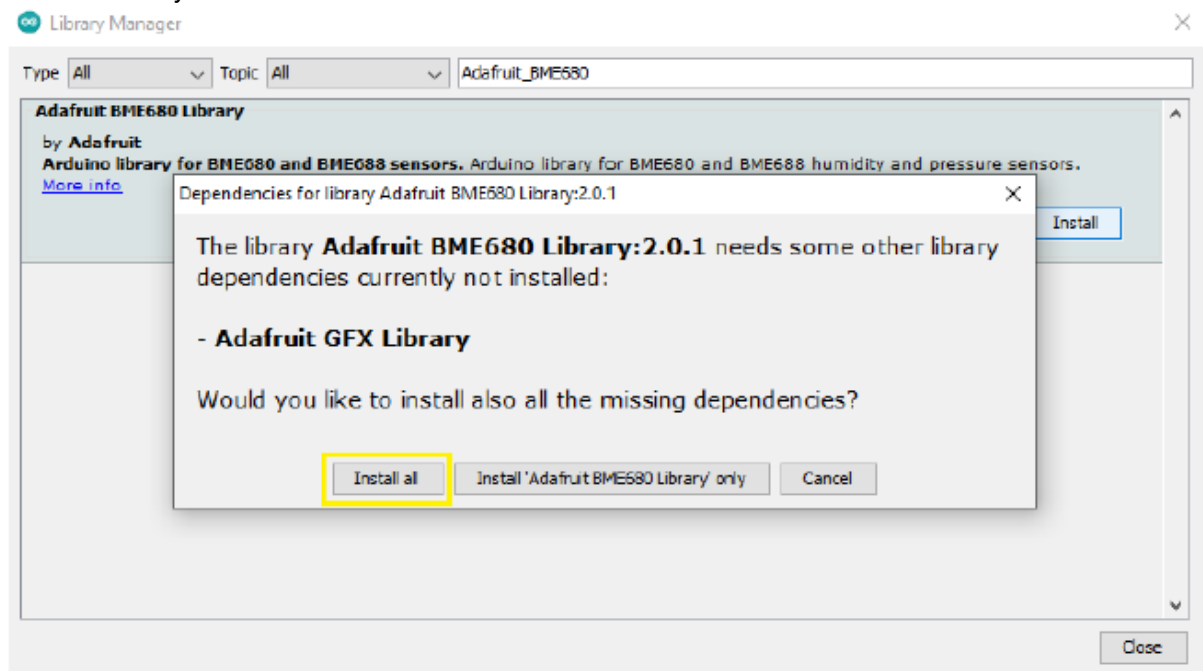 Library Manager
Type All Topic All Adafruit_BME680
Adafruit BME680 Library
by Adafruit
Arduino library for BME680 and BME688 sensors. Arduino library for BME680 and BME688 humidity and pressure sensors.
More info
Dependencies for library Adafruit BME680 Library:2.0.1
Install
The library Adafruit BME680 Library:2.0.1 needs some other library
dependencies currently not installed:
- Adafruit GFX Library
Would you like to install also all the missing dependencies?
Install all Install 'Adafruit BME680 Library' only Cancel
Close